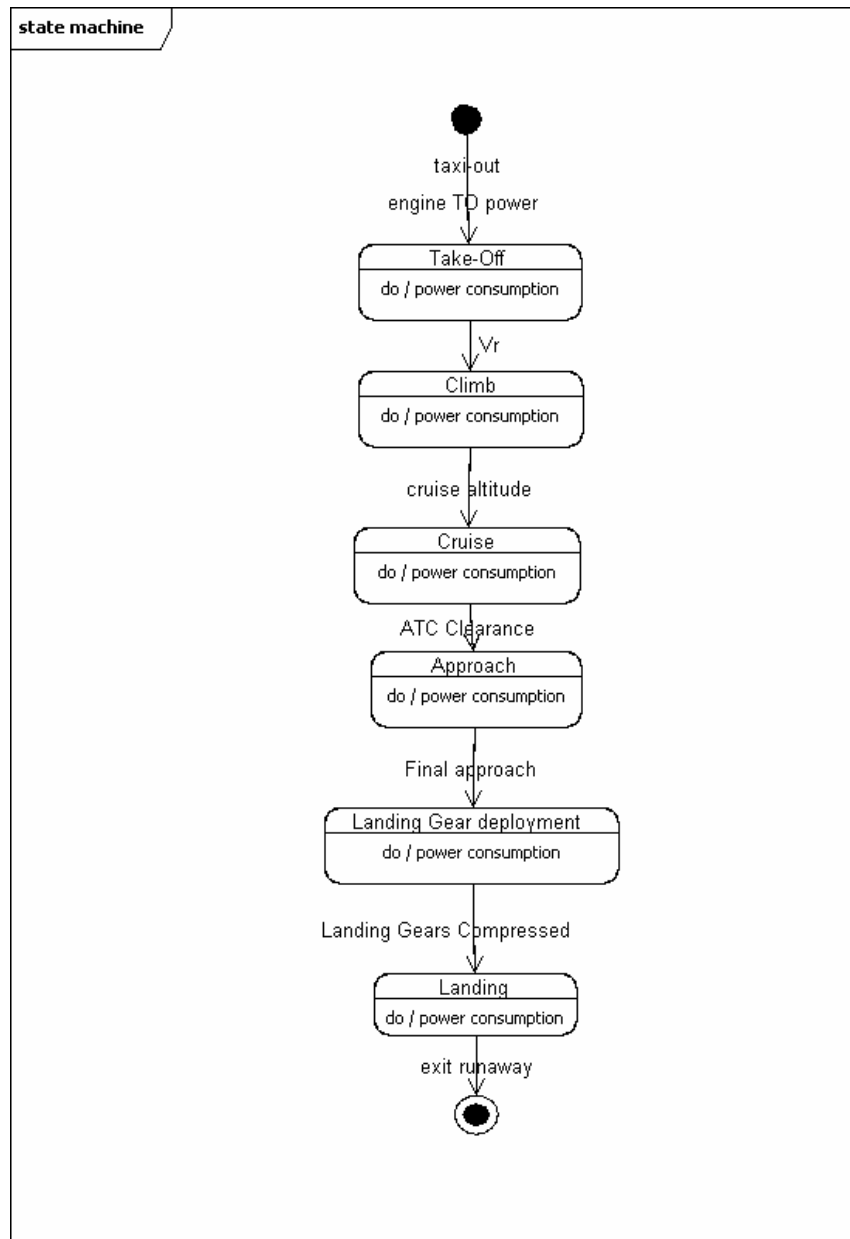 state machine
taxi-out
engine TO power
Take-Off
do / power consumption
Vr
Climb
do / power consumption
cruise altitude
Cruise
do / power consumption
ATC Clearance
Approach
do / power consumption
Final approach
Landing Gear deployment
do / power consumption
Landing Gears Compressed
Landing
do / power consumption
exit runaway